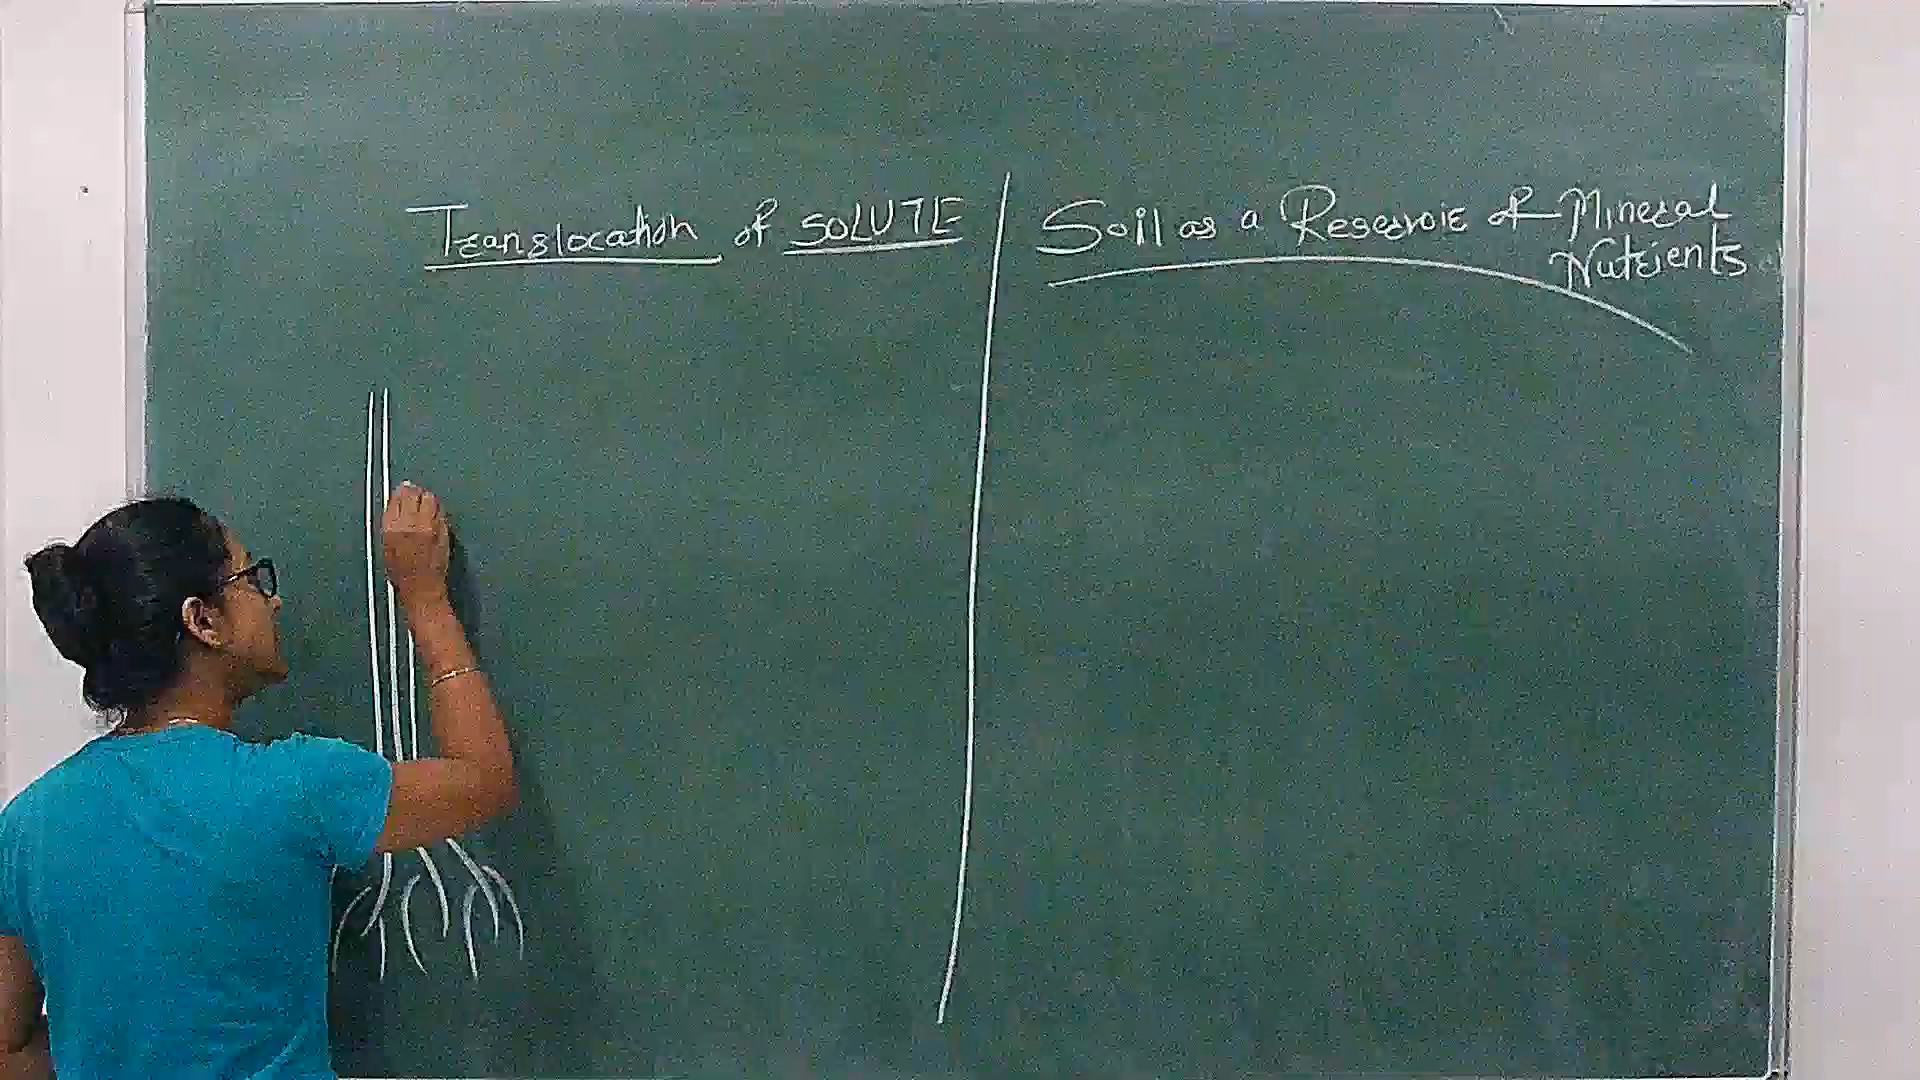 Translocation of SOLUTE
Soil as a Reservoir of Mineral
Nutrients